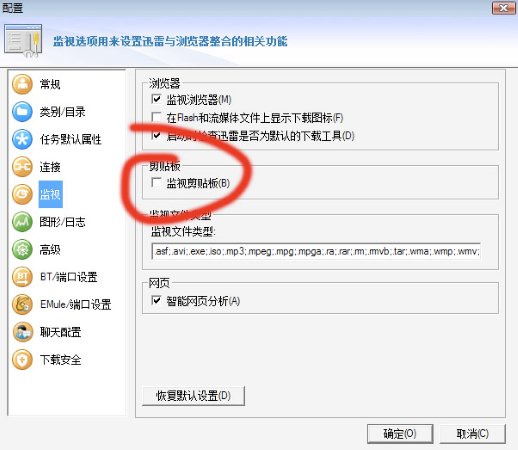 配置
监视选项用来设置迅雷与浏览器整合的相关功能
常规
类别/目录
任务默认属性
连接
监视
图形/日志
高级
BT/端口设置
EMule/端口设置
聊天配置
下载安全
浏览器
监视浏览器(M)
在Flash和流媒体文件上显示下载图标(F)
启动时检查迅雷是否为默认的下载工具(D)
剪贴板
监视剪贴板(B)
监视文件类型
监视文件类型:
.asf;.avi;.exe;.iso;.mp3;.mpeg;.mpg;.mpga;.ra;.rar;.rm;.rmvb;.tar;.wma;.wmp;.wmv;
网页
智能网页分析(A)
恢复默认设置(D)
确定(O)
取消(C)